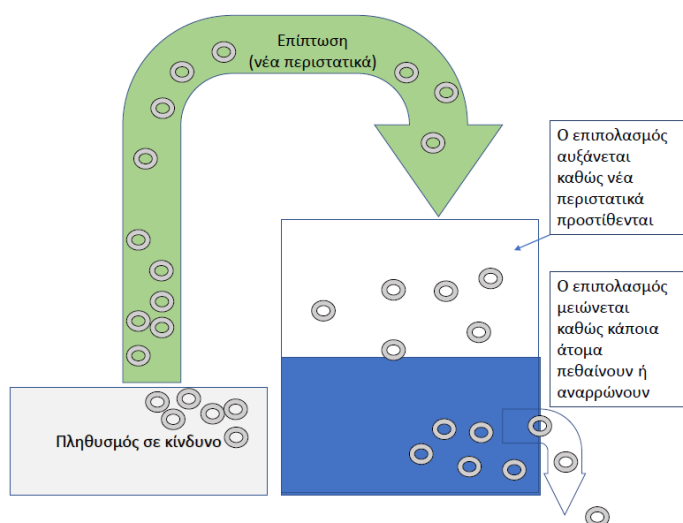 Επίπτωση
(νέα περιστατικά)
Ο επιπολασμός
αυξάνεται
καθώς νέα
περιστατικά
προστίθενται
Ο επιπολασμός
μειώνεται
καθώς κάποια
άτομα
πεθαίνουν ή
αναρρώνουν
Πληθυσμός σε κίνδυνο